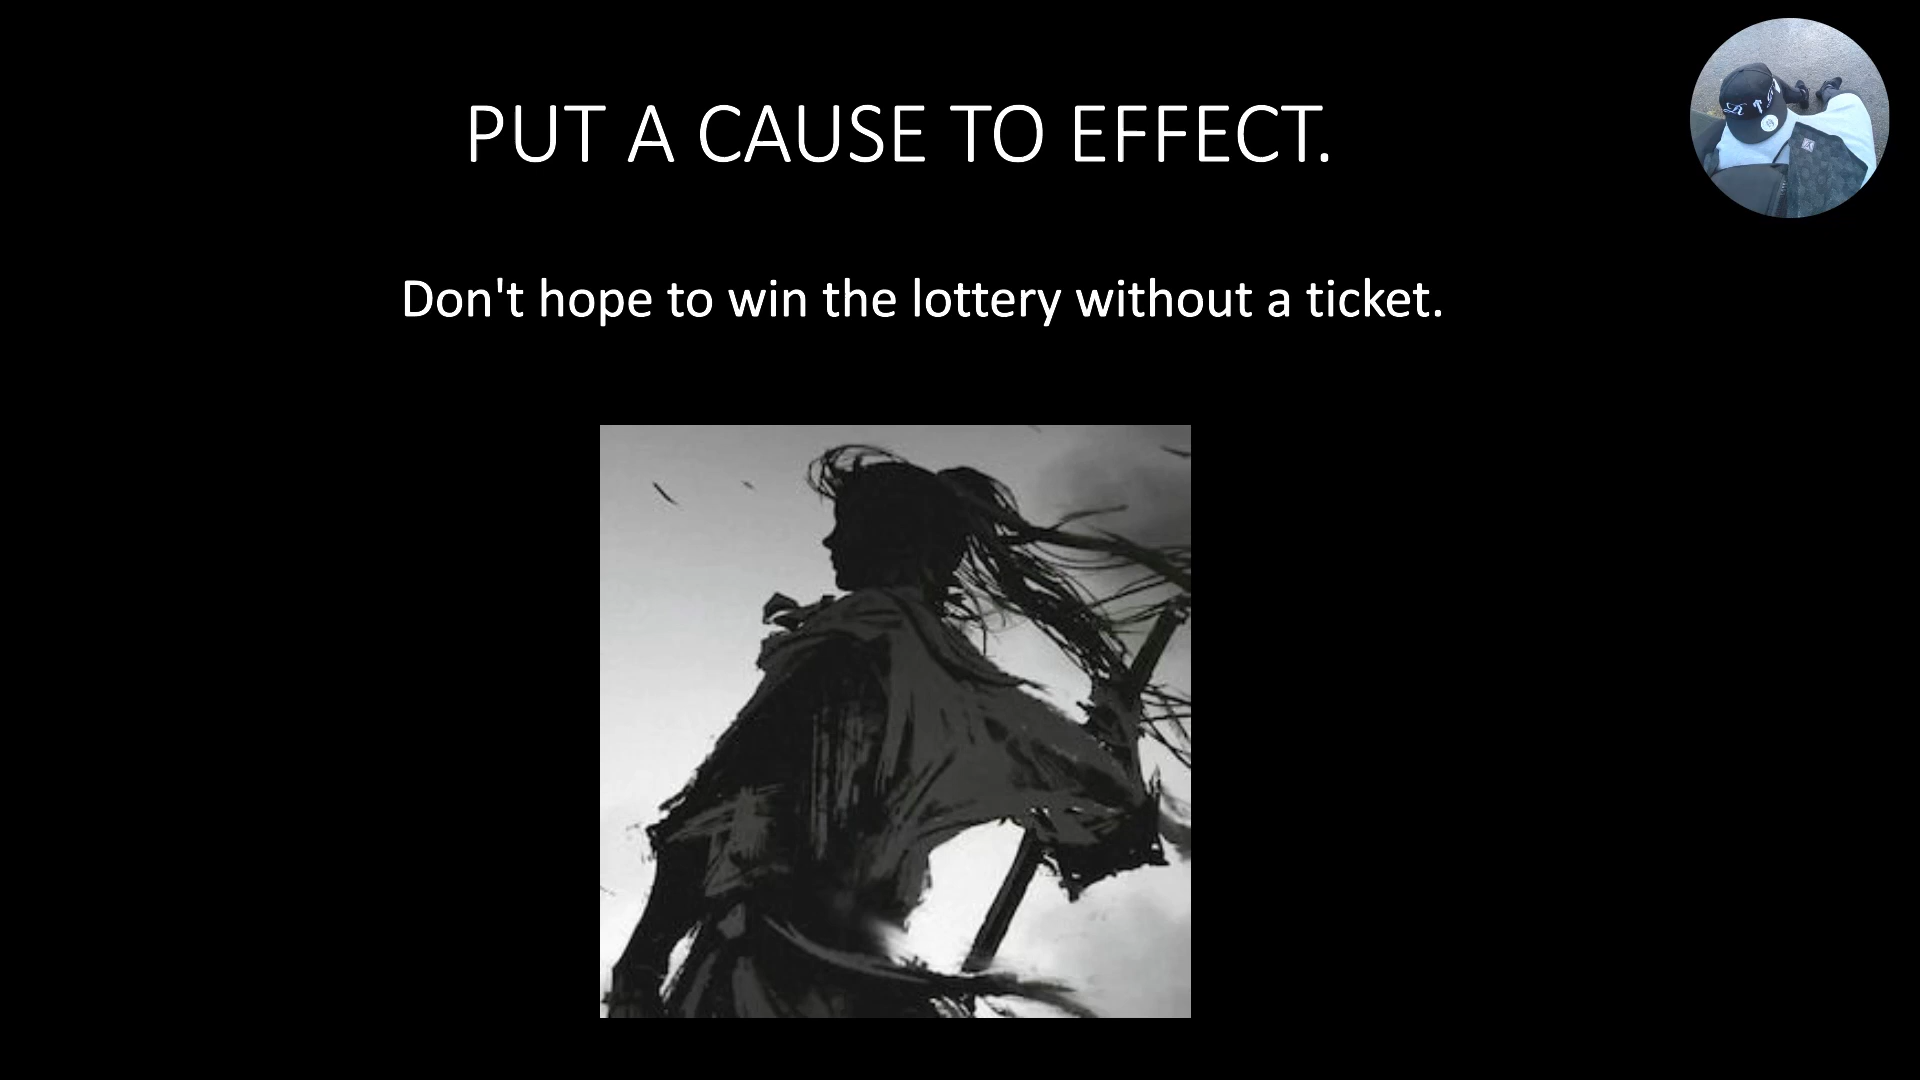 PUT A CAUSE TO EFFECT.
Don't hope to win the lottery without a ticket.